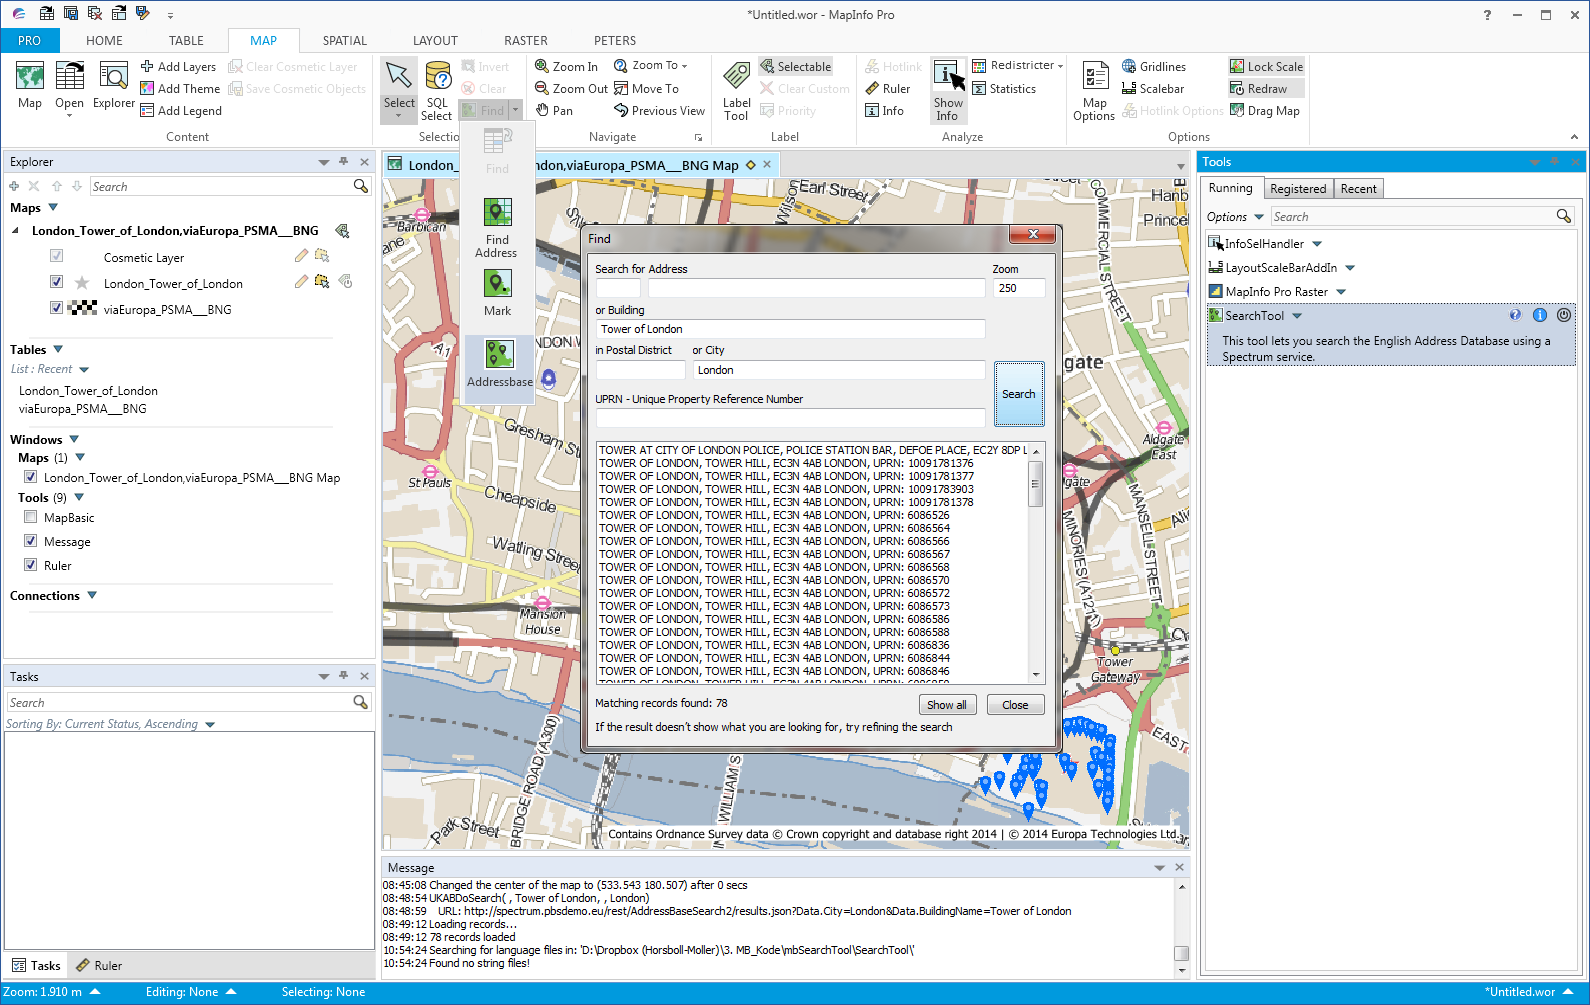 *Untitled.wor - MapInfo Pro
PRO HOME TABLE MAP SPATIAL LAYOUT RASTER PETERS
Map Open Explorer
Add Layers
Add Theme
Add Legend
Clear Cosmetic Layer
Save Cosmetic Objects
Content
Select
SQL Select
Invert
Clear
Find
Selectio
Zoom In
Zoom Out
Pan
Zoom To
Move To
Previous View
Navigate
Label Tool
Selectable
Clear Custom
Priority
Label
Hotlink
Ruler
Info
Show Info
Redistricter
Statistics
Analyze
Map Options
Gridlines
Scalebar
Hotlink Options
Lock Scale
Redraw
Drag Map
Options
Find
Find Address
Mark
Addressbase
Explorer
Search
Maps
London_Tower_of_London,viaEuropa_PSMA___BNG
Cosmetic Layer
London_Tower_of_London
viaEuropa_PSMA___BNG
Tables
List : Recent
London_Tower_of_London
viaEuropa_PSMA___BNG
Windows
Maps (1)
London_Tower_of_London,viaEuropa_PSMA___BNG Map
Tools (9)
MapBasic
Message
Ruler
Connections
Tasks
Search
Sorting By: Current Status, Ascending
Tasks Ruler
London_
ndon,viaEuropa_PSMA___BNG Map
Earl Street
Barbican
COMMERCIAL STREET
Hanb
Prince
A1
NDON W
gate
Gresham St
St Pauls
Cheapside
Watling Street
Mansion House
Aldgate East
gate
MANSELL STREET
MINORIES (A1211)
Tower Gateway
EAST
BRIDGE ROAD (A300)
WILLIAM S
Park Street
Contains Ordnance Survey data © Crown copyright and database right 2014 | © 2014 Europa Technologies Ltd.
Find
Search for Address
Zoom
250
or Building
Tower of London
in Postal District or City
London
Search
UPRN - Unique Property Reference Number
TOWER AT CITY OF LONDON POLICE, POLICE STATION BAR, DEFOE PLACE, EC2Y 8DP L
TOWER OF LONDON, TOWER HILL, EC3N 4AB LONDON, UPRN: 10091781376
TOWER OF LONDON, TOWER HILL, EC3N 4AB LONDON, UPRN: 10091781377
TOWER OF LONDON, TOWER HILL, EC3N 4AB LONDON, UPRN: 10091783903
TOWER OF LONDON, TOWER HILL, EC3N 4AB LONDON, UPRN: 10091781378
TOWER OF LONDON, TOWER HILL, EC3N 4AB LONDON, UPRN: 6086526
TOWER OF LONDON, TOWER HILL, EC3N 4AB LONDON, UPRN: 6086564
TOWER OF LONDON, TOWER HILL, EC3N 4AB LONDON, UPRN: 6086566
TOWER OF LONDON, TOWER HILL, EC3N 4AB LONDON, UPRN: 6086567
TOWER OF LONDON, TOWER HILL, EC3N 4AB LONDON, UPRN: 6086568
TOWER OF LONDON, TOWER HILL, EC3N 4AB LONDON, UPRN: 6086570
TOWER OF LONDON, TOWER HILL, EC3N 4AB LONDON, UPRN: 6086572
TOWER OF LONDON, TOWER HILL, EC3N 4AB LONDON, UPRN: 6086573
TOWER OF LONDON, TOWER HILL, EC3N 4AB LONDON, UPRN: 6086586
TOWER OF LONDON, TOWER HILL, EC3N 4AB LONDON, UPRN: 6086588
TOWER OF LONDON, TOWER HILL, EC3N 4AB LONDON, UPRN: 6086836
TOWER OF LONDON, TOWER HILL, EC3N 4AB LONDON, UPRN: 6086844
TOWER OF LONDON, TOWER HILL, EC3N 4AB LONDON, UPRN: 6086846
Matching records found: 78
Show all
Close
If the result doesn't show what you are looking for, try refining the search
Message
08:45:08 Changed the center of the map to (533.543 180.507) after 0 secs
08:48:54 UKABDoSearch( , Tower of London, , London)
08:48:59 URL: http://spectrum.pbsdemo.eu/rest/AddressBaseSearch2/results.json?Data.City=London&Data.BuildingName=Tower of London
08:49:12 Loading records...
08:49:12 78 records loaded
10:54:24 Searching for language files in: 'D:\Dropbox (Horsboll-Moller)\3. MB_Kode\mbSearchTool\SearchTool\'
10:54:24 Found no string files!
Tools
Running Registered Recent
Options
Search
InfoSelHandler
LayoutScaleBarAddIn
MapInfo Pro Raster
SearchTool
This tool lets you search the English Address Database using a
Spectrum service.
Zoom: 1.910 m Editing: None Selecting: None *Untitled.wor